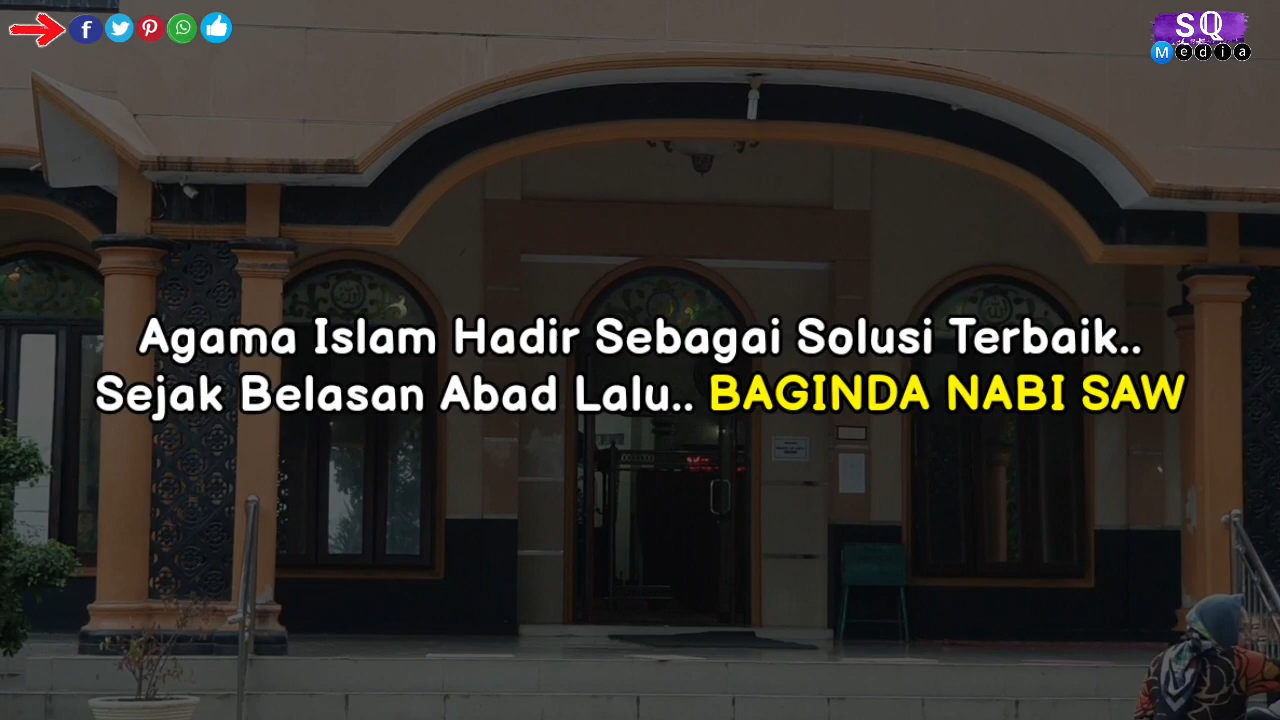 SQ
Media
Agama Islam Hadir Sebagai Solusi Terbaik..
Sejak Belasan Abad Lalu.. BAGINDA NABI SAW